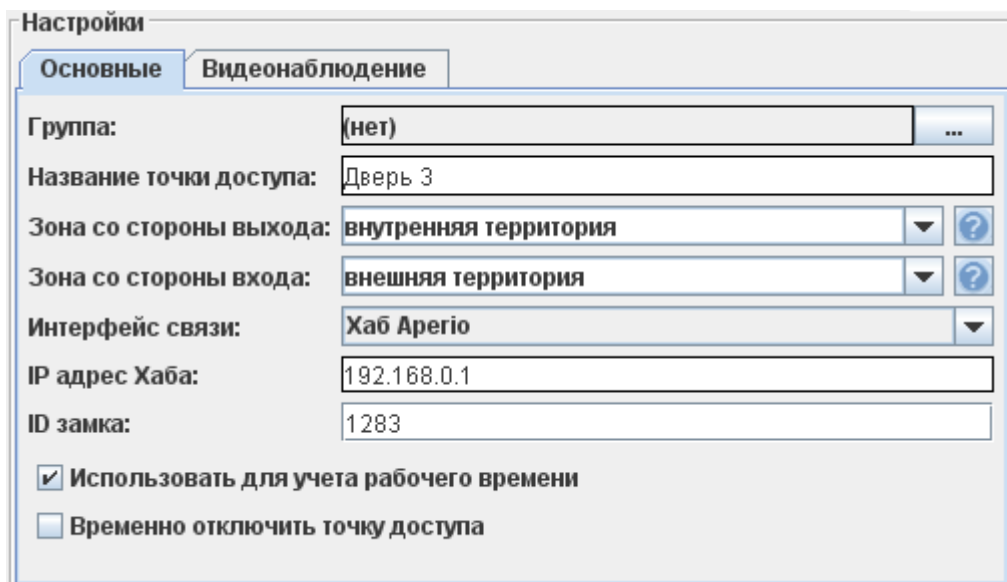 Настройки
Основные Видеонаблюдение
Группа: (нет) ...
Название точки доступа: Дверь 3
Зона со стороны выхода: внутренняя территория ?
Зона со стороны входа: внешняя территория ?
Интерфейс связи: Хаб Aperio
IP адрес Хаба: 192.168.0.1
ID замка: 1283
Использовать для учета рабочего времени
Временно отключить точку доступа